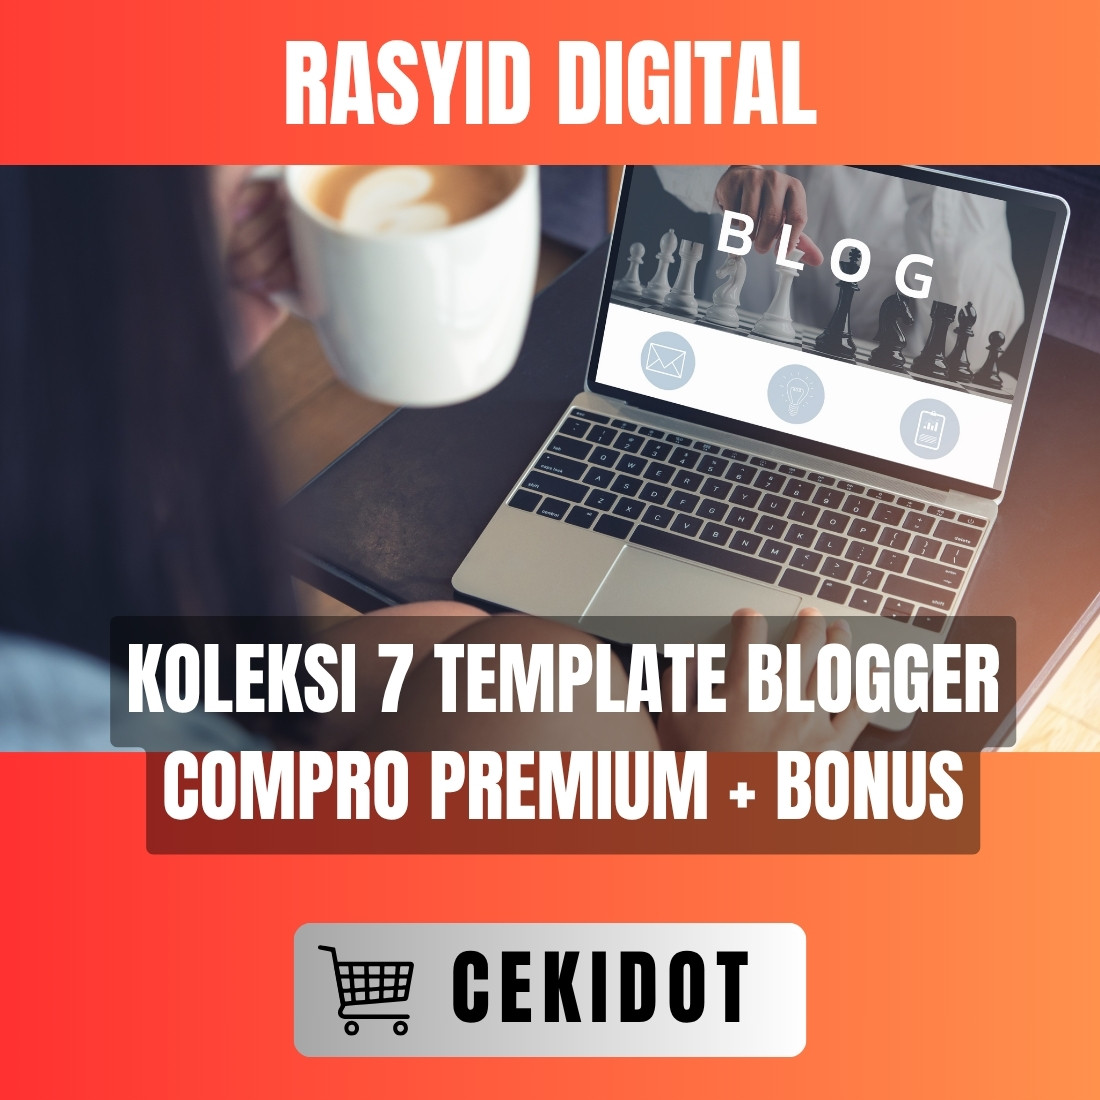 RASYID DIGITAL
BLOG
KOLEKSI 7 TEMPLATE BLOGGER
COMPRO PREMIUM + BONUS
CEKIDOT